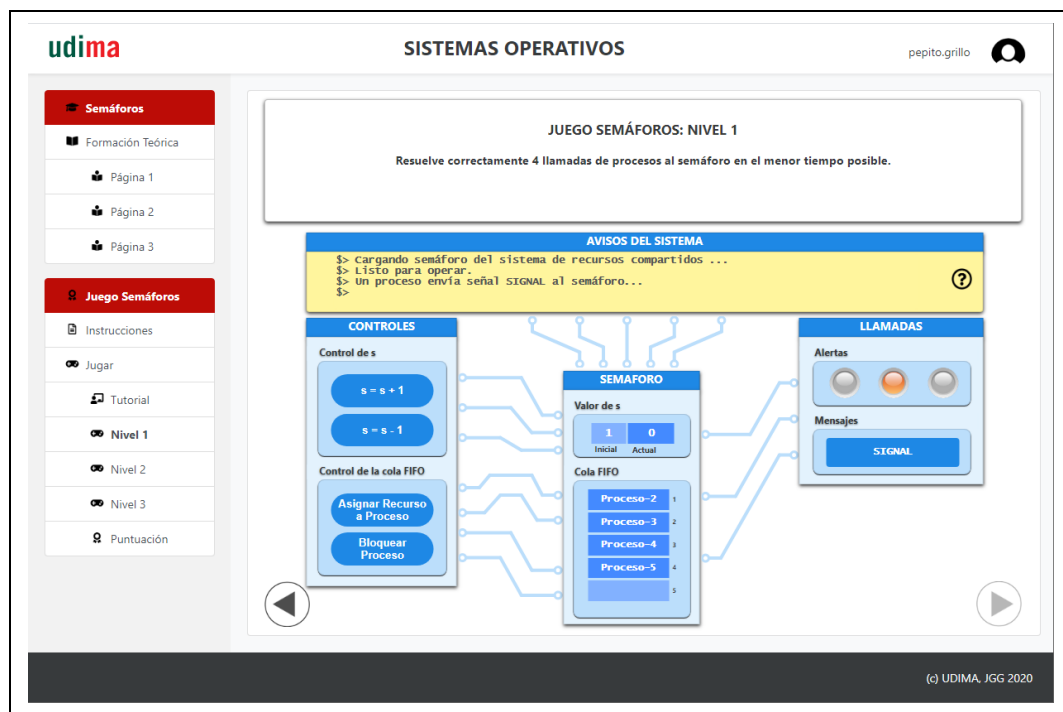 udima
SISTEMAS OPERATIVOS
pepito.grillo
Semáforos
Formación Teórica
Página 1
Página 2
Página 3
Juego Semáforos
Instrucciones
Jugar
Tutorial
Nivel 1
Nivel 2
Nivel 3
Puntuación
JUEGO SEMÁFOROS: NIVEL 1
Resuelve correctamente 4 llamadas de procesos al semáforo en el menor tiempo posible.
AVISOS DEL SISTEMA
$> Cargando semáforo del sistema de recursos compartidos ...
$> Listo para operar.
$> Un proceso envía señal SIGNAL al semáforo...
$>
?
CONTROLES
Control de s
s = s + 1
s = s - 1
Control de la cola FIFO
Asignar Recurso
a Proceso
Bloquear
Proceso
SEMAFORO
Valor de s
1 0
Inicial Actual
Cola FIFO
Proceso-2 1
Proceso-3 2
Proceso-4 3
Proceso-5 4
5
LLAMADAS
Alertas
Mensajes
SIGNAL
(c) UDIMA, JGG 2020